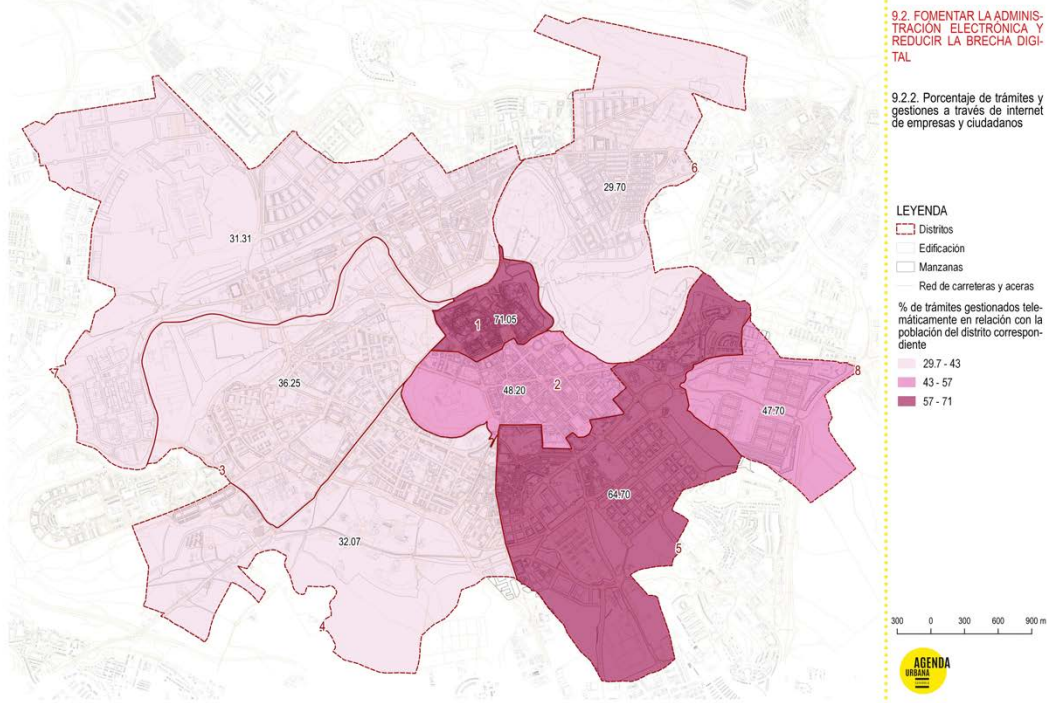 9.2. FOMENTAR LA ADMINIS-
TRACIÓN ELECTRÓNICA Y
REDUCIR LA BRECHA DIGI-
TAL
9.2.2. Porcentaje de trámites y
gestiones a través de internet
de empresas y ciudadanos
LEYENDA
Distritos
Edificación
Manzanas
Red de carreteras y aceras
% de trámites gestionados tele-
máticamente en relación con la
población del distrito correspon-
diente
29.7 - 43
43 - 57
57 - 71
300 0 300 600 900 m
AGENDA
URBANA
6
29.70
31.31
1
71.05
7
36.25
48.20
2
8
47.70
3
64.70
32.07
5
4